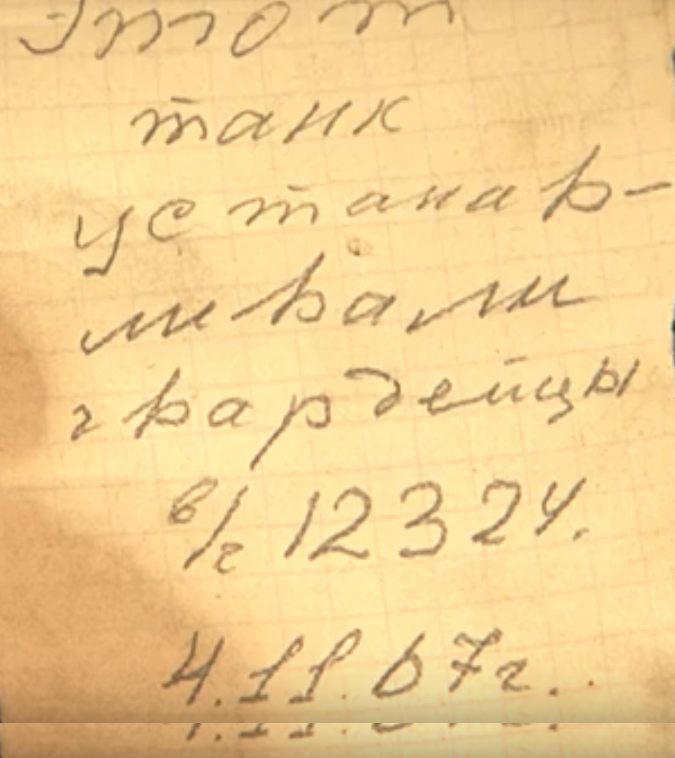 Этот
танк
устанав-
ливали
гвардейцы
в/ч 12324.
4.11.67г.